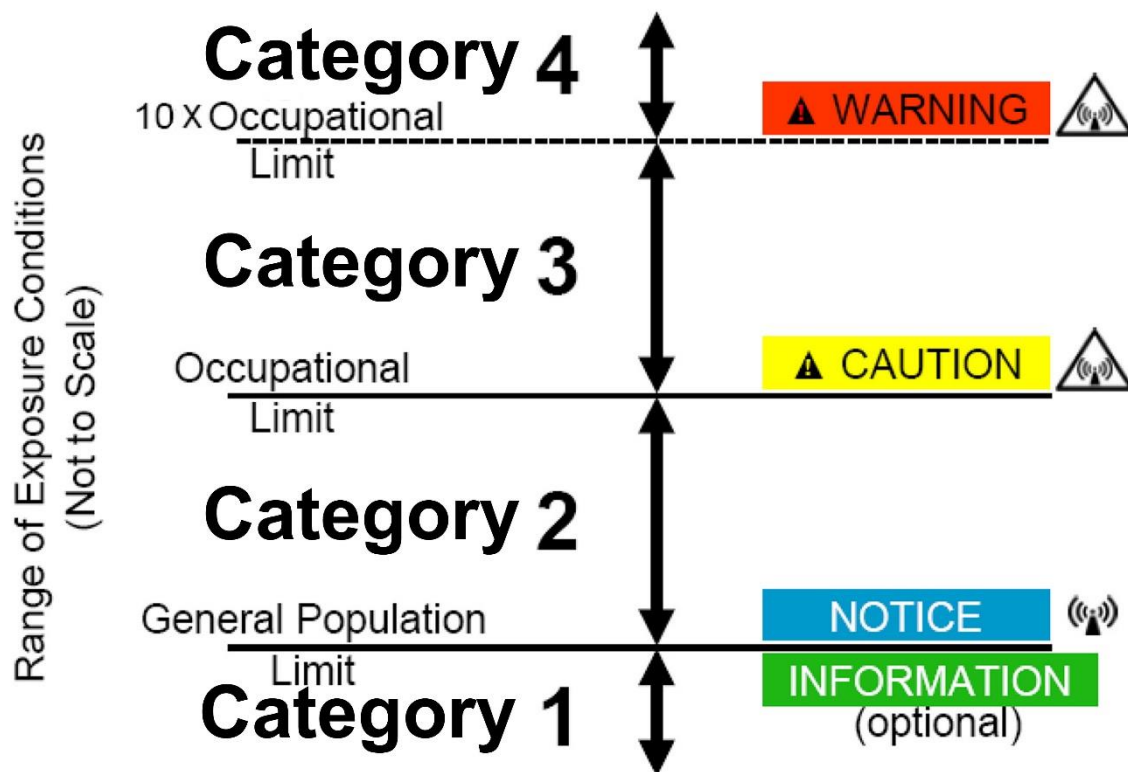 Category 4
10 X Occupational
Limit
WARNING
Category 3
Occupational
Limit
CAUTION
Category 2
General Population
Limit
NOTICE
INFORMATION
(optional)
Category 1
Range of Exposure Conditions
(Not to Scale)